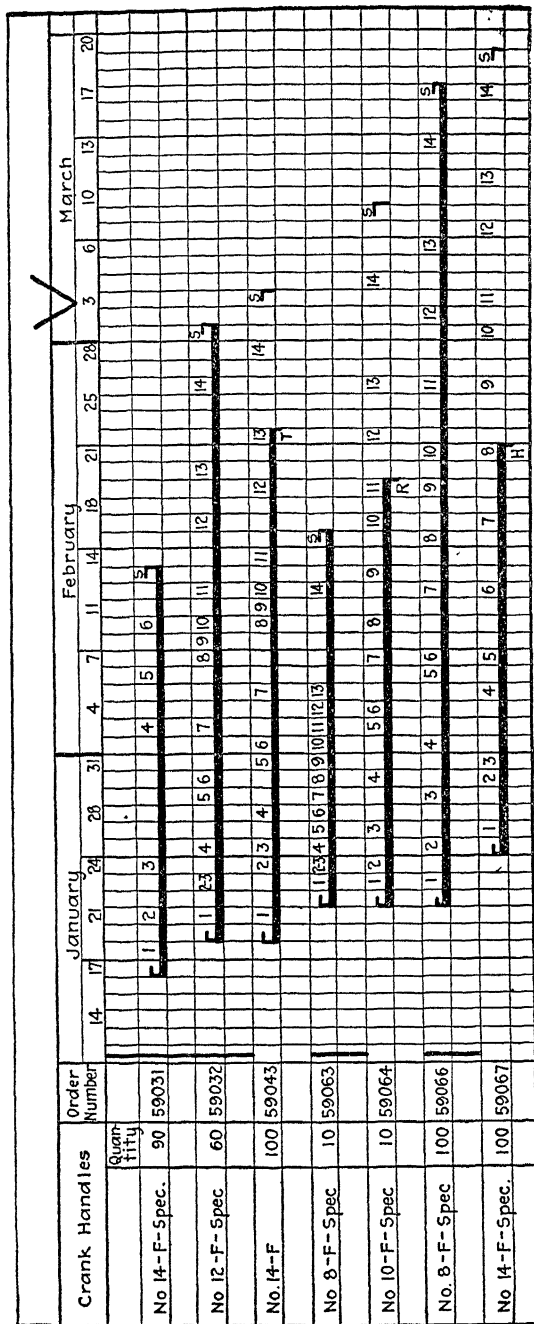 Crank Handles Order Number January February March
Quantity 14 17 21 24 28 31 4 7 11 14 18 21 25 28 3 6 10 13 17 20
No 14-F-Spec. 90 59031 1 2 3 4 5 6 S
No 12-F-Spec 60 59032 1 2-3 4 5 6 7 8 9 10 11 12 13 14 S
No. 14-F 100 59043 1 2 3 4 5 6 7 8 9 10 11 12 13 14 S
T
No 8-F-Spec 10 59063 1 2-3 4 5 6 7 8 9 10 11 12 13 14 S
No 10-F-Spec 10 59064 1 2 3 4 5 6 7 8 9 10 11 12 13 14 S
R
No. 8-F-Spec 100 59066 1 2 3 4 5 6 7 8 9 10 11 12 13 14 S
No 14-F-Spec. 100 59067 1 2 3 4 5 6 7 8 9 10 11 12 13 14 S
H